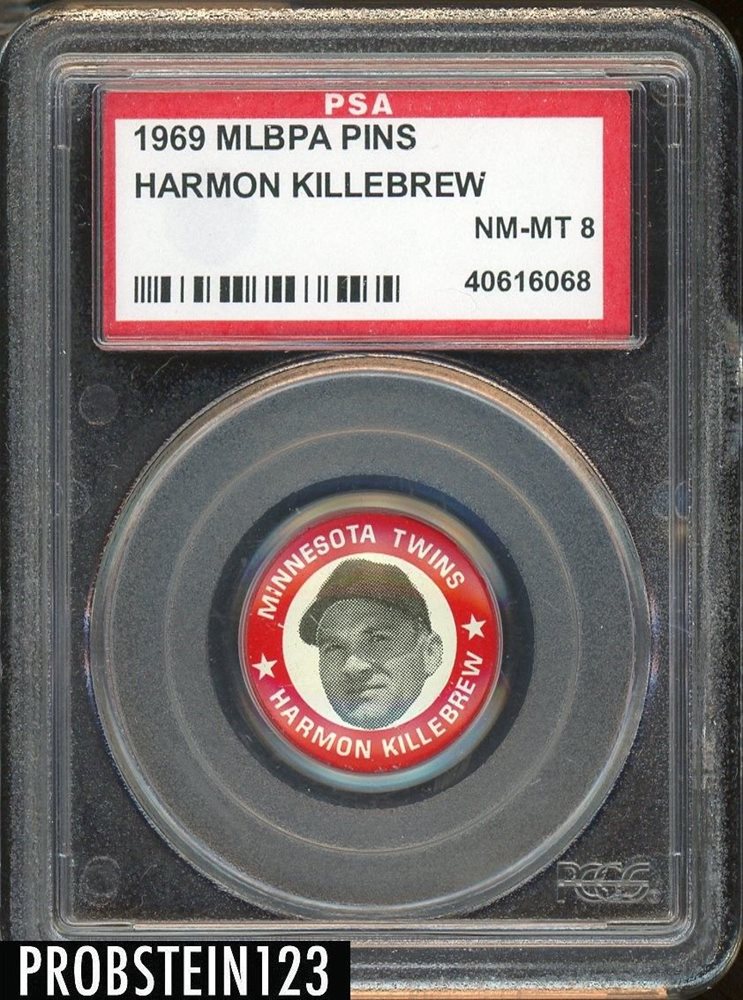 PSA
1969 MLBPA PINS
HARMON KILLEBREW
NM-MT 8
40616068
MINNESOTA TWINS
★ HARMON KILLEBREW ★
PCGS
PROBSTEIN123